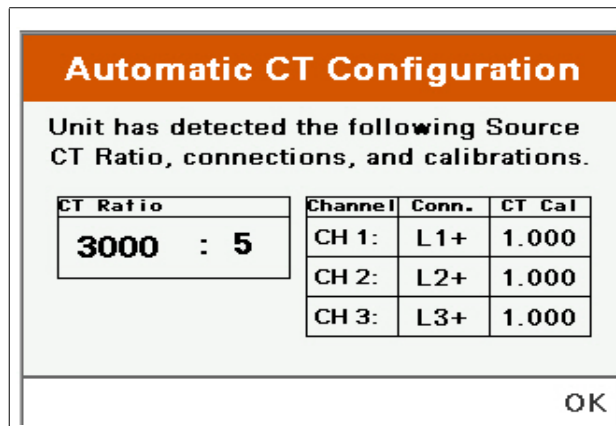 Automatic CT Configuration
Unit has detected the following Source
CT Ratio, connections, and calibrations.
CT Ratio
3000 : 5
Channel Conn. CT Cal
CH 1: L1+ 1.000
CH 2: L2+ 1.000
CH 3: L3+ 1.000
OK